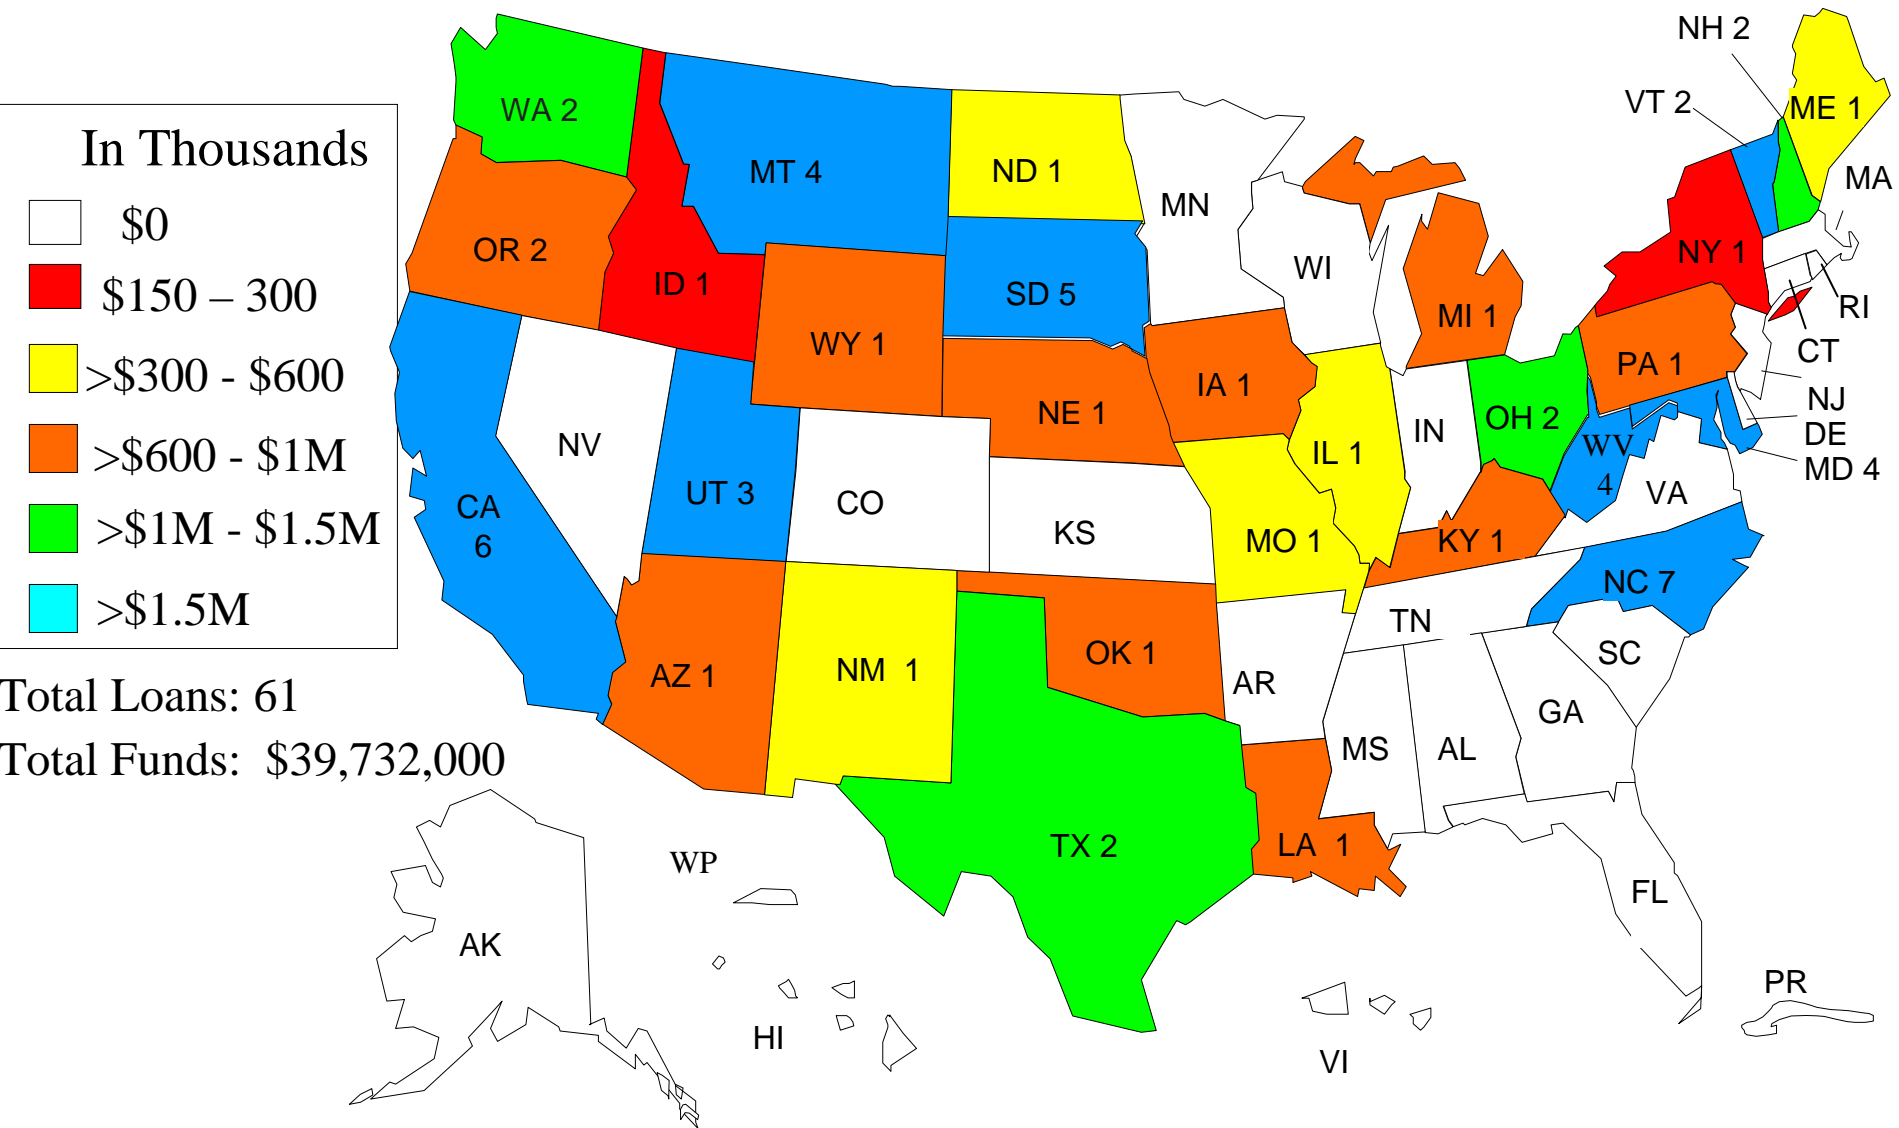 In Thousands
$0
$150 – 300
>$300 - $600
>$600 - $1M
>$1M - $1.5M
>$1.5M
Total Loans: 61
Total Funds:  $39,732,000
NH 2
VT 2
ME 1
MA
WA 2
MT 4
ND 1
MN
OR 2
ID 1
SD 5
WI
NY 1
RI
MI 1
WY 1
CT
PA 1
IA 1
NE 1
NJ
NV
IN
OH 2
DE
WV
4
MD 4
IL 1
UT 3
CO
VA
CA
6
KS
MO 1
KY 1
NC 7
TN
AZ 1
NM  1
OK 1
AR
SC
GA
MS
AL
TX 2
LA  1
WP
FL
AK
PR
HI
VI